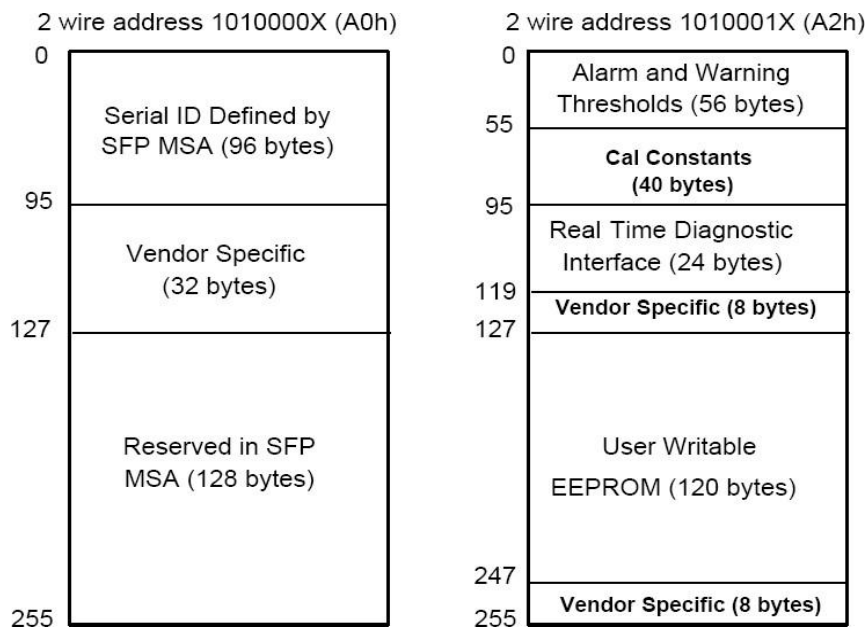 2 wire address 1010000X (A0h)
0
Serial ID Defined by
SFP MSA (96 bytes)
95
Vendor Specific
(32 bytes)
127
Reserved in SFP
MSA (128 bytes)
255
2 wire address 1010001X (A2h)
0
Alarm and Warning
Thresholds (56 bytes)
55
Cal Constants
(40 bytes)
95
Real Time Diagnostic
Interface (24 bytes)
119
Vendor Specific (8 bytes)
127
User Writable
EEPROM (120 bytes)
247
Vendor Specific (8 bytes)
255